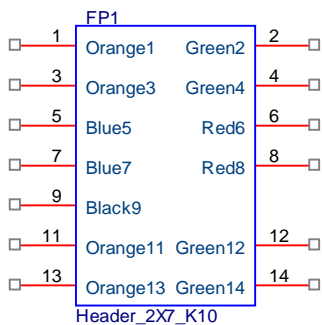 FP1
1 Orange1 Green2 2
3 Orange3 Green4 4
5 Blue5 Red6 6
7 Blue7 Red8 8
9 Black9
11 Orange11 Green12 12
13 Orange13 Green14 14
Header_2X7_K10